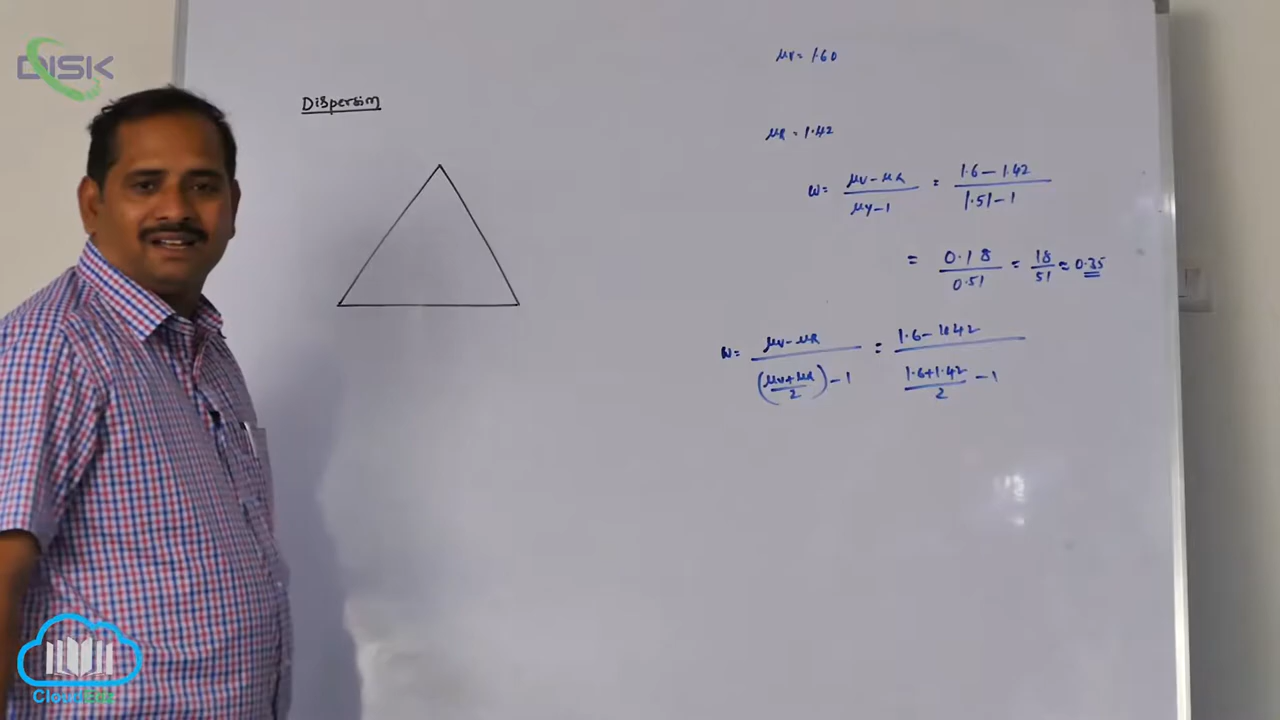 DISK
Dispersion
μv = 1.60
μR = 1.42
ω = (μv - μR)/(μy - 1) = (1.6 - 1.42)/(1.51 - 1)
= 0.18/0.51 = 18/51 = 0.35
ω = (μv - μR)/((μv + μR)/2) - 1) = (1.6 - 1.42)/((1.6+1.42)/2 - 1)
CloudEdz